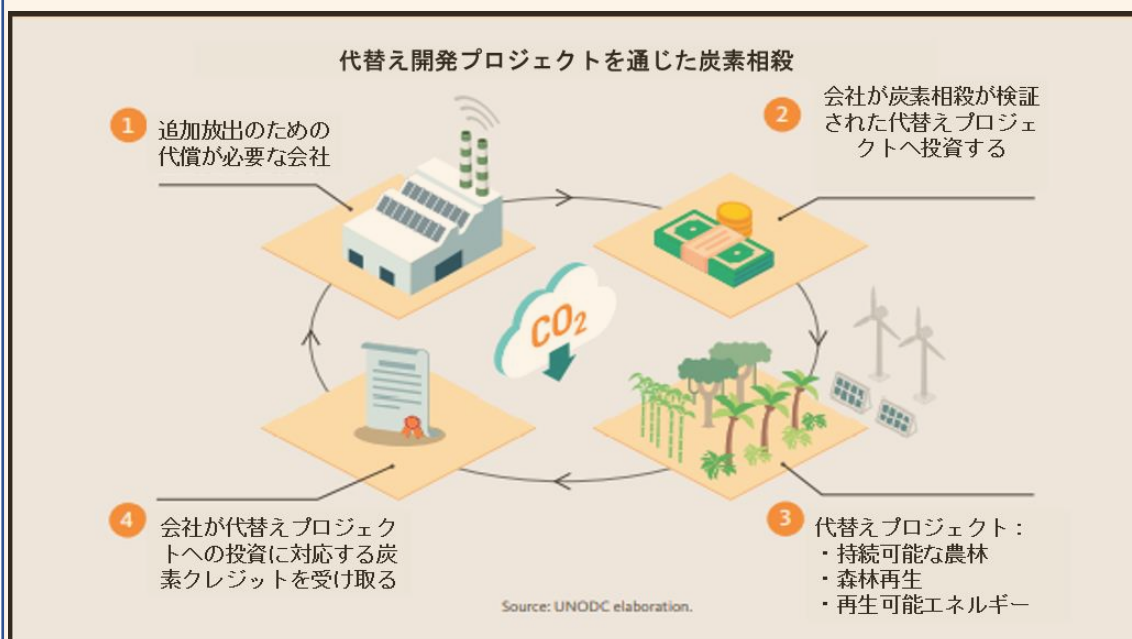 代替え開発プロジェクトを通じた炭素相殺
1
追加放出のための
代償が必要な会社
2
会社が炭素相殺が検証
された代替えプロジェ
クトへ投資する
CO2
3
代替えプロジェクト：
・持続可能な農林
・森林再生
・再生可能エネルギー
4
会社が代替えプロジェク
トへの投資に対応する炭
素クレジットを受け取る
Source: UNODC elaboration.